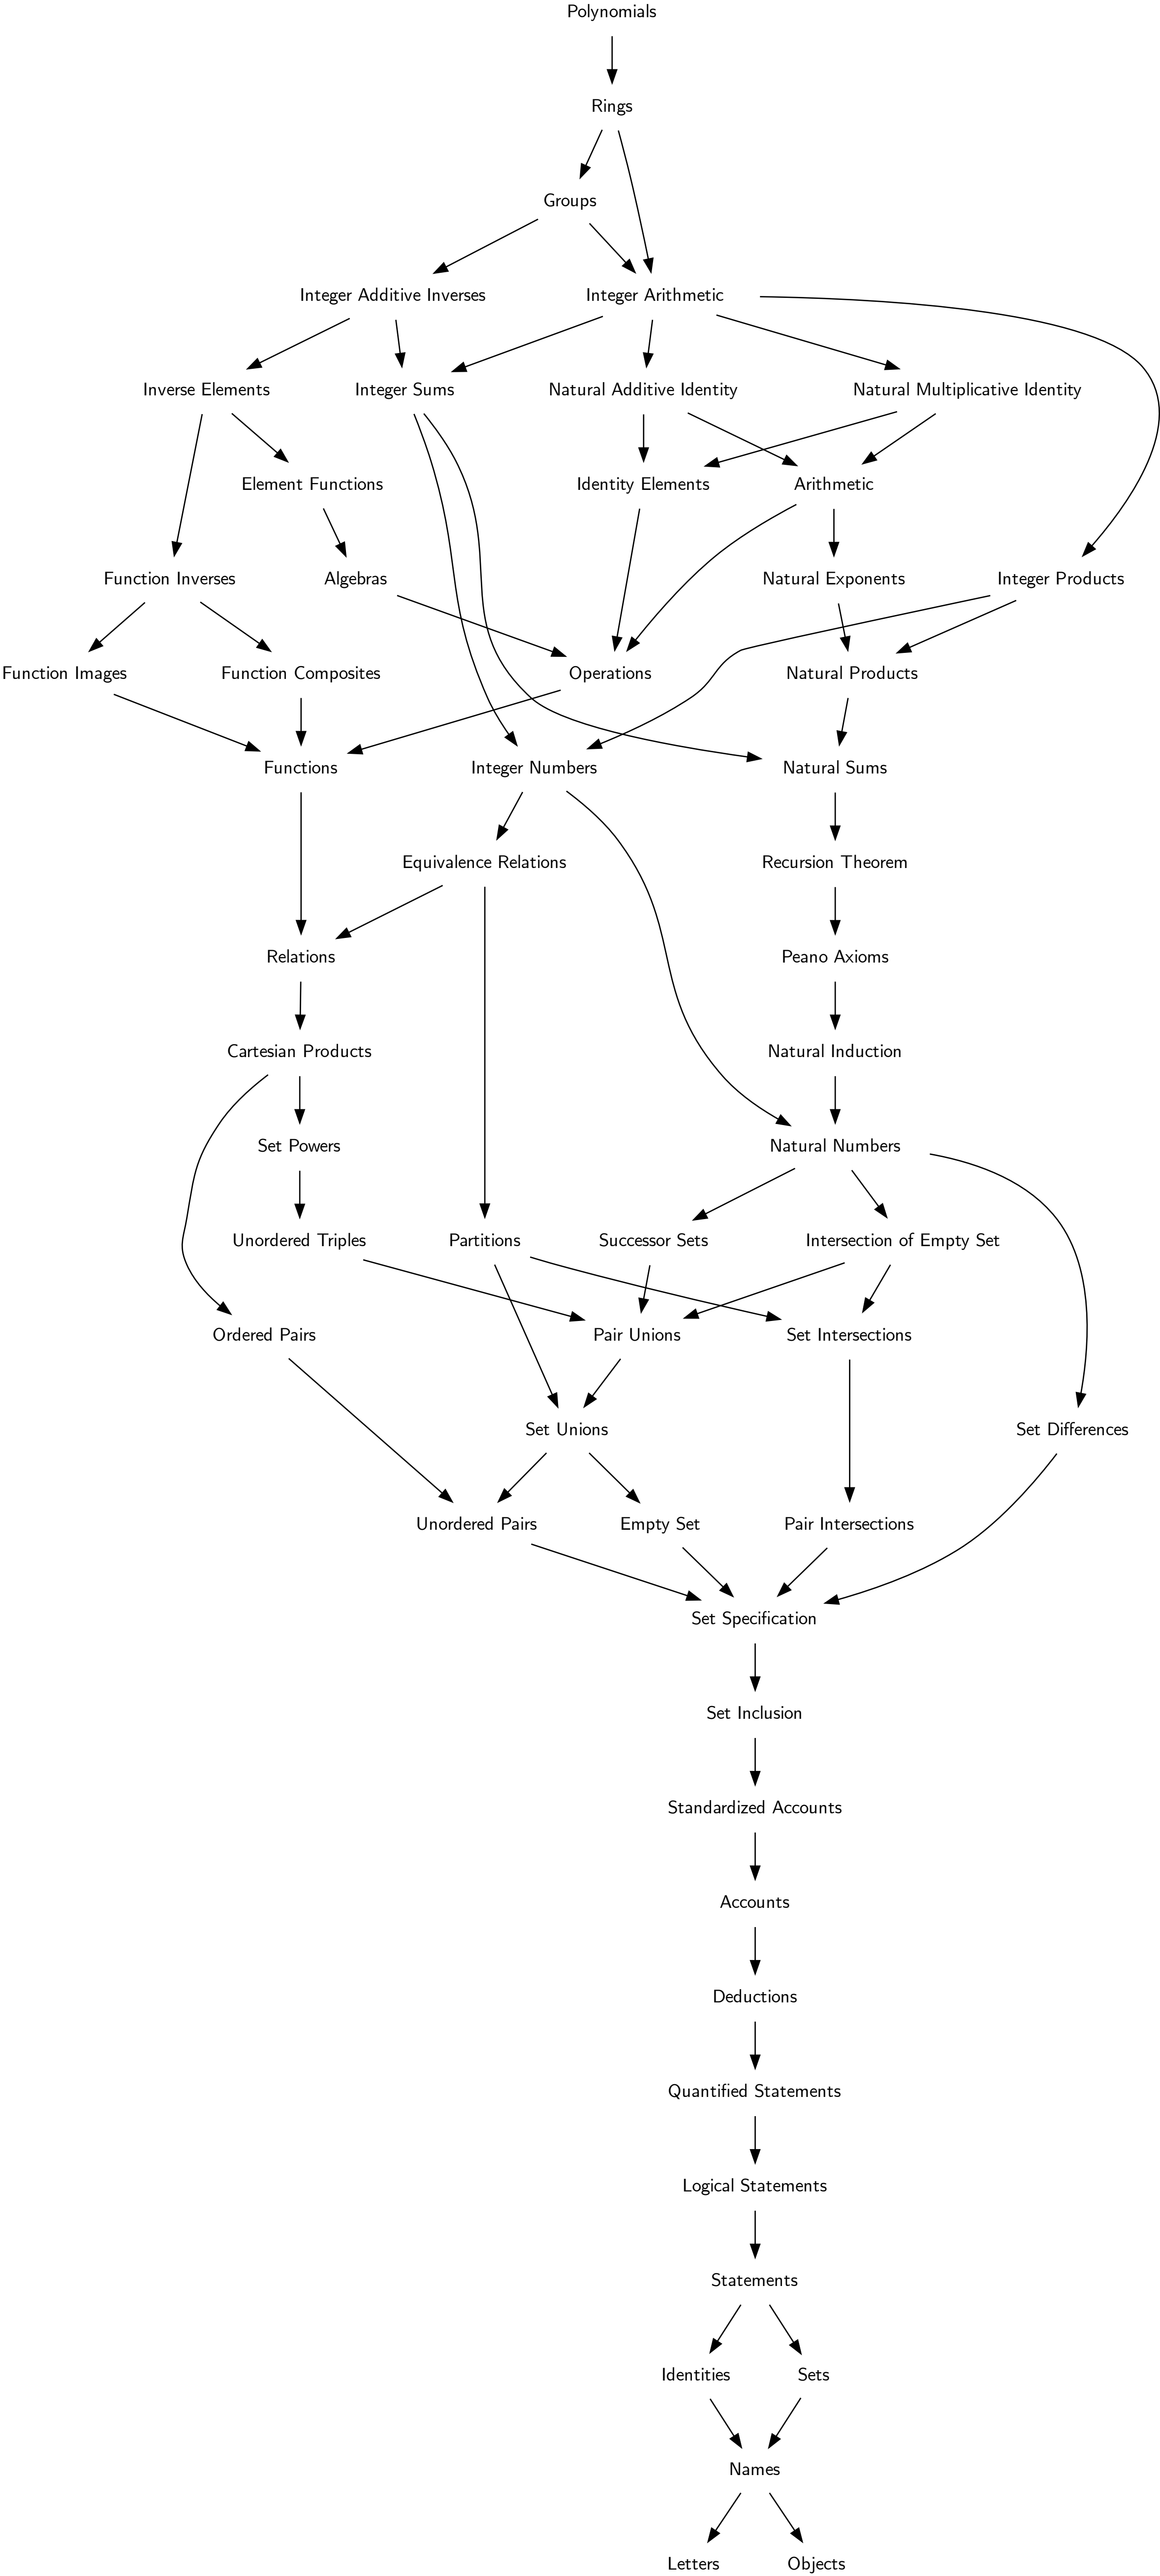 Polynomials
Rings
Groups
Integer Additive Inverses
Integer Arithmetic
Inverse Elements
Integer Sums
Natural Additive Identity
Natural Multiplicative Identity
Element Functions
Identity Elements
Arithmetic
Function Inverses
Algebras
Natural Exponents
Integer Products
Function Images
Function Composites
Operations
Natural Products
Functions
Integer Numbers
Natural Sums
Equivalence Relations
Recursion Theorem
Relations
Peano Axioms
Cartesian Products
Natural Induction
Set Powers
Natural Numbers
Unordered Triples
Partitions
Successor Sets
Intersection of Empty Set
Ordered Pairs
Pair Unions
Set Intersections
Set Unions
Set Differences
Unordered Pairs
Empty Set
Pair Intersections
Set Specification
Set Inclusion
Standardized Accounts
Accounts
Deductions
Quantified Statements
Logical Statements
Statements
Identities
Sets
Names
Letters
Objects